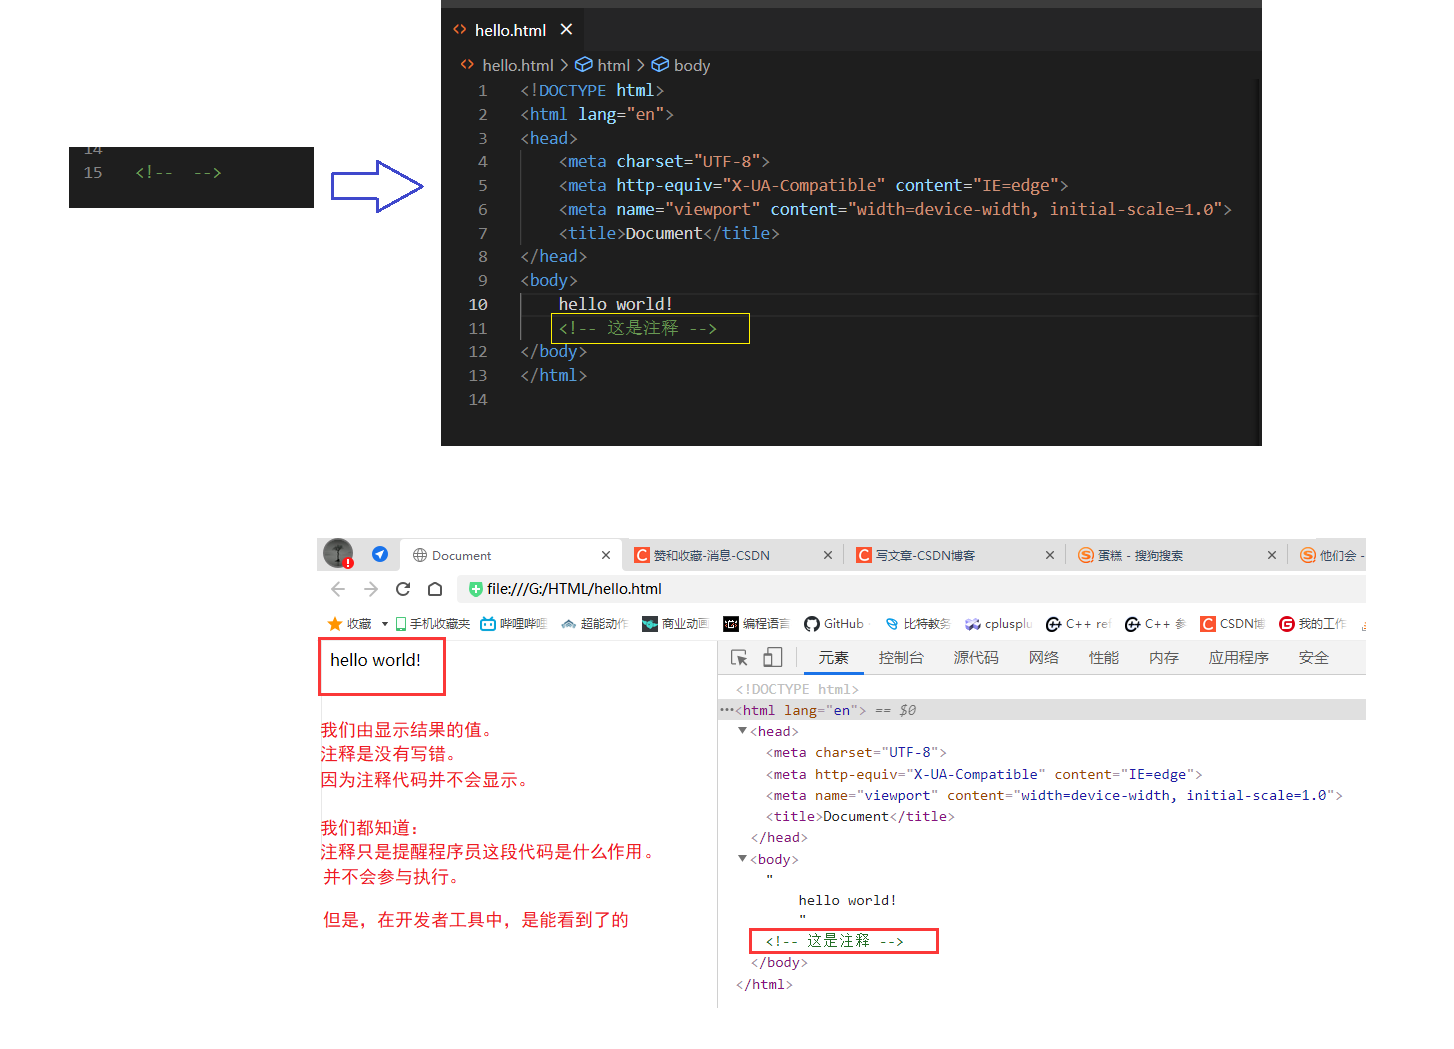 14
15 <!--  -->
hello.html
hello.html > html > body
1 <!DOCTYPE html>
2 <html lang="en">
3 <head>
4 <meta charset="UTF-8">
5 <meta http-equiv="X-UA-Compatible" content="IE=edge">
6 <meta name="viewport" content="width=device-width, initial-scale=1.0">
7 <title>Document</title>
8 </head>
9 <body>
10 hello world!
11 <!-- 这是注释 -->
12 </body>
13 </html>
14
Document 赞和收藏-消息-CSDN 写文章-CSDN博客 蛋糕 - 搜狗搜索 他们会 -
file:///G:/HTML/hello.html
收藏 手机收藏夹 哔哩哔哩 超能动作 商业动画 编程语言 GitHub 比特教务 cplusplu C++ ref C++ 参 CSDN博 我的工作
hello world!
我们由显示结果的值。
注释是没有写错。
因为注释代码并不会显示。
我们都知道：
注释只是提醒程序员这段代码是什么作用。
并不会参与执行。
但是，在开发者工具中，是能看到了的
元素 控制台 源代码 网络 性能 内存 应用程序 安全
<!DOCTYPE html>
<html lang="en"> == $0
<head>
<meta charset="UTF-8">
<meta http-equiv="X-UA-Compatible" content="IE=edge">
<meta name="viewport" content="width=device-width, initial-scale=1.0">
<title>Document</title>
</head>
<body>
"
hello world!
"
<!-- 这是注释 -->
</body>
</html>